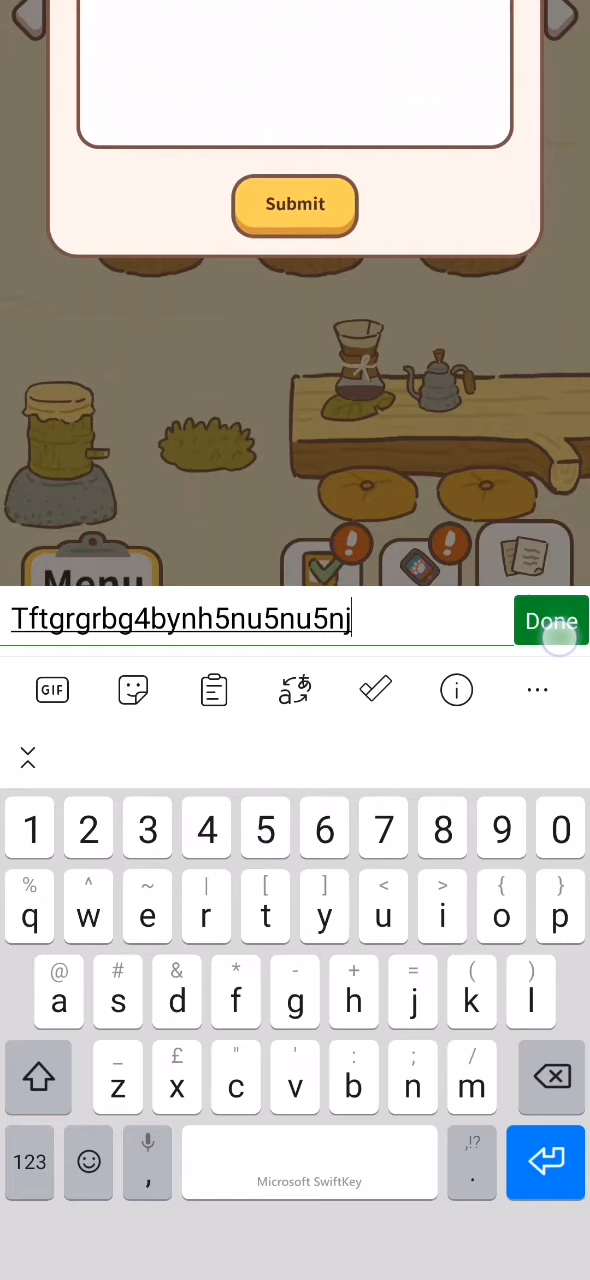 Submit
Menu
Tftgrgrbg4bynh5nu5nu5nj Done
GIF
1 2 3 4 5 6 7 8 9 0
% ^ ~ | [ ] < > { }
q w e r t y u i o p
@ # & * - + = ( )
a s d f g h j k l
_ £ " ' : ; /
z x c v b n m
,!?
123 , Microsoft SwiftKey .